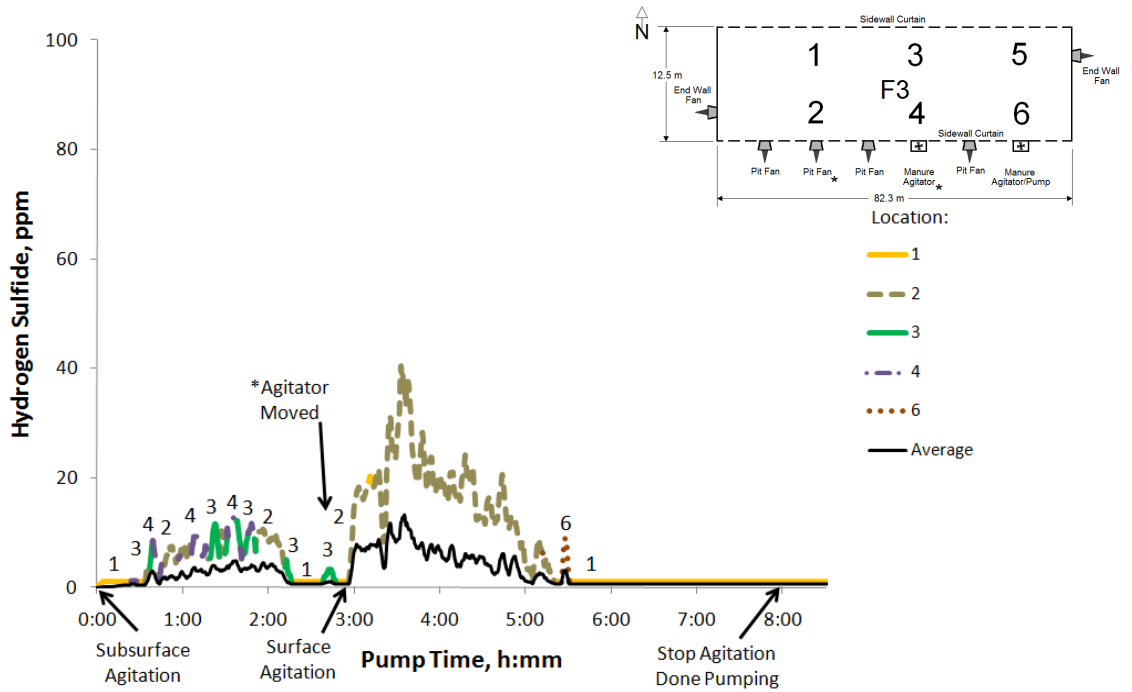 100
80
60
40
20
0
Hydrogen Sulfide, ppm
0:00
1:00
2:00
3:00
4:00
5:00
6:00
7:00
8:00
Pump Time, h:mm
Subsurface
Agitation
Surface
Agitation
Stop Agitation
Done Pumping
*Agitator
Moved
1
3
4
2
4
3
4
3
2
3
1
3
2
6
1
N
Sidewall Curtain
12.5 m
1
3
5
F3
2
4
6
End Wall
Fan
End Wall
Fan
Sidewall Curtain
Pit Fan
Pit Fan
*
Pit Fan
Manure
Agitator
*
Pit Fan
Manure
Agitator/Pump
82.3 m
Location:
1
2
3
4
6
Average